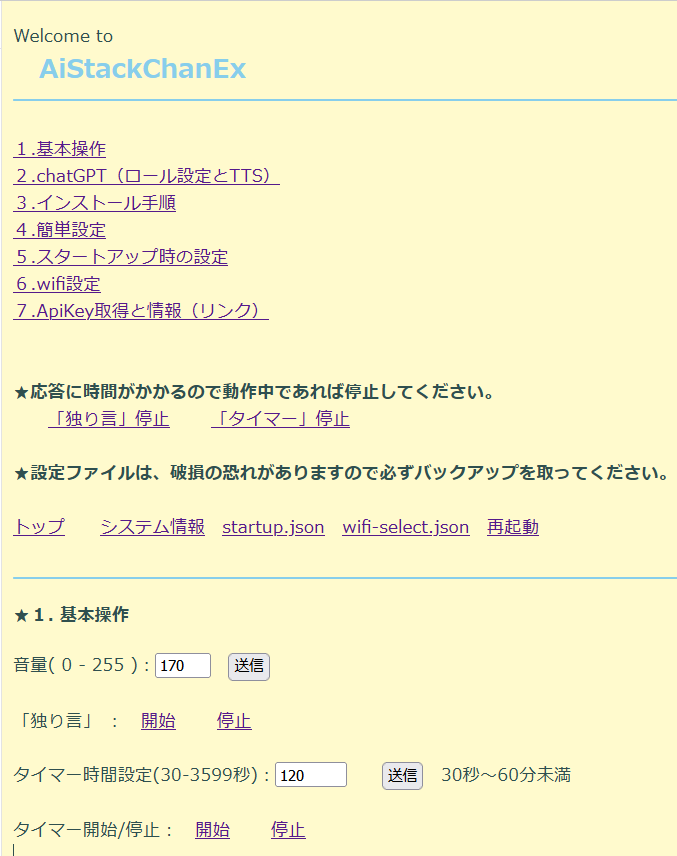 Welcome to
AiStackChanEx
１.基本操作
２.chatGPT（ロール設定とTTS）
３.インストール手順
４.簡単設定
５.スタートアップ時の設定
６.wifi設定
７.ApiKey取得と情報（リンク）
★応答に時間がかかるので動作中であれば停止してください。
「独り言」停止 「タイマー」停止
★設定ファイルは、破損の恐れがありますので必ずバックアップを取ってください。
トップ システム情報 startup.json wifi-select.json 再起動
★１. 基本操作
音量( 0 - 255 ) : 170 送信
「独り言」 ： 開始 停止
タイマー時間設定(30-3599秒) : 120 送信 30秒～60分未満
タイマー開始/停止： 開始 停止